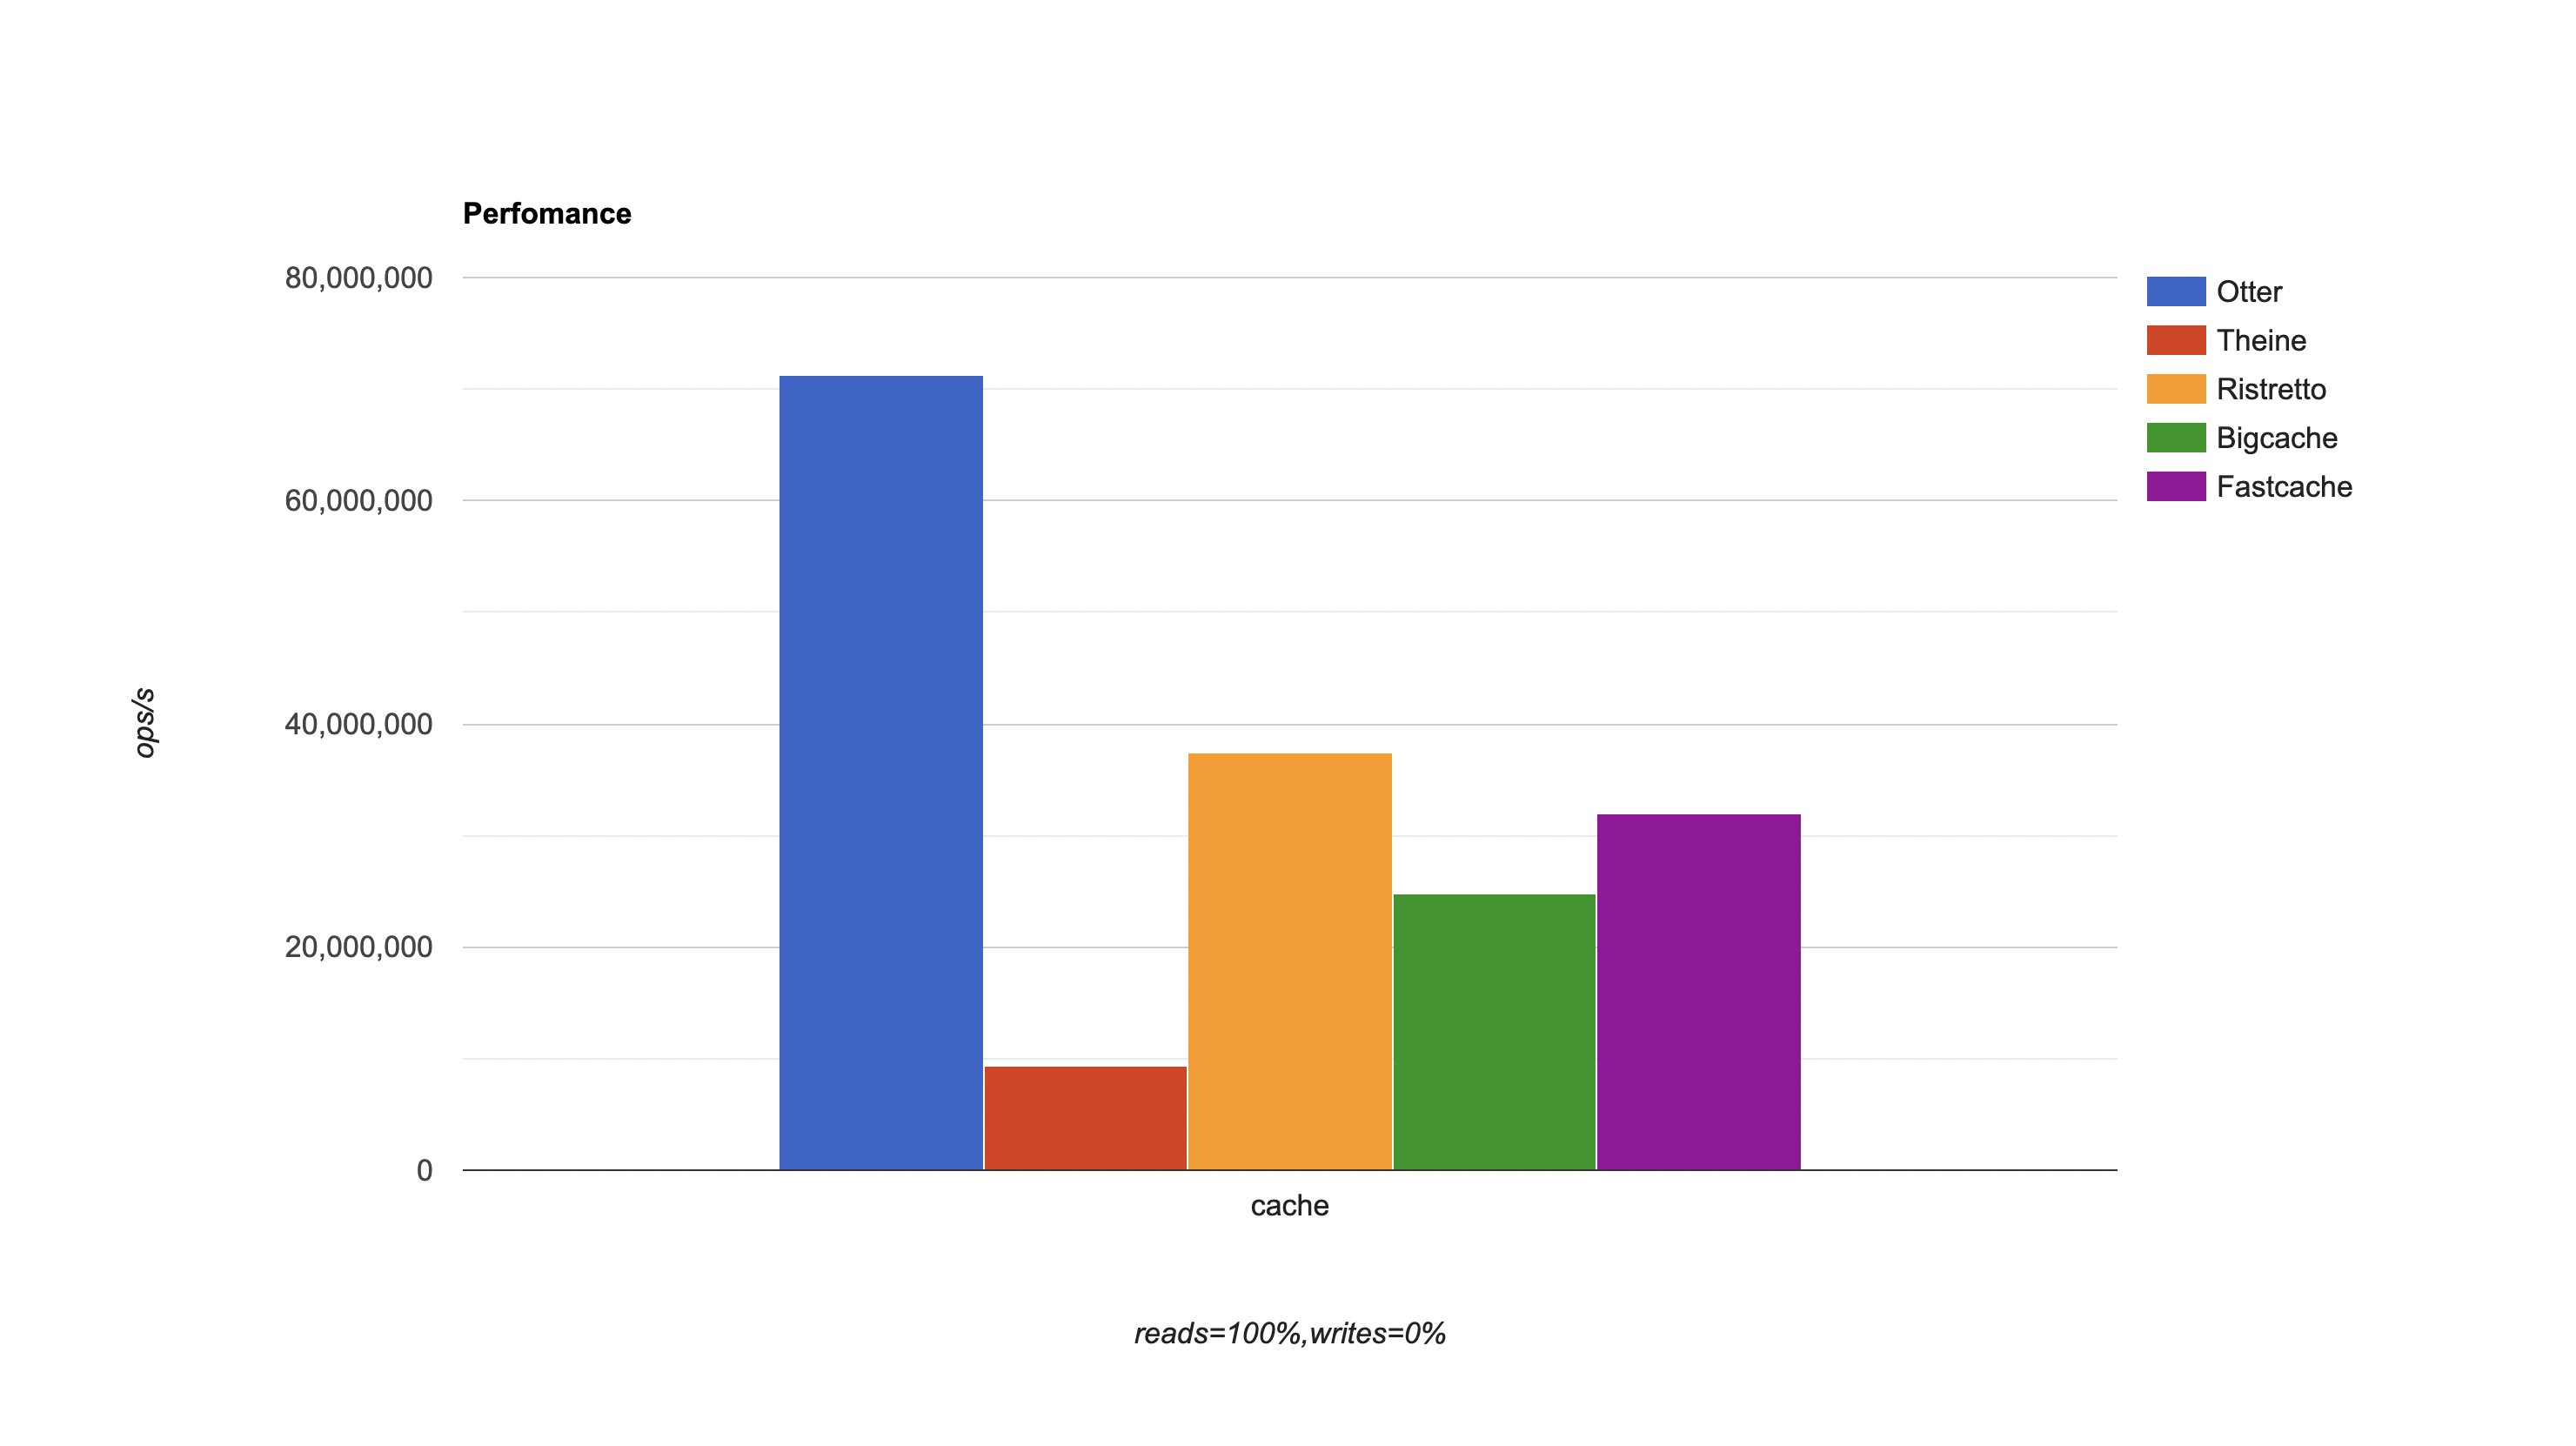 Perfomance
80,000,000
60,000,000
40,000,000
20,000,000
0
ops/s
cache
reads=100%,writes=0%
Otter
Theine
Ristretto
Bigcache
Fastcache